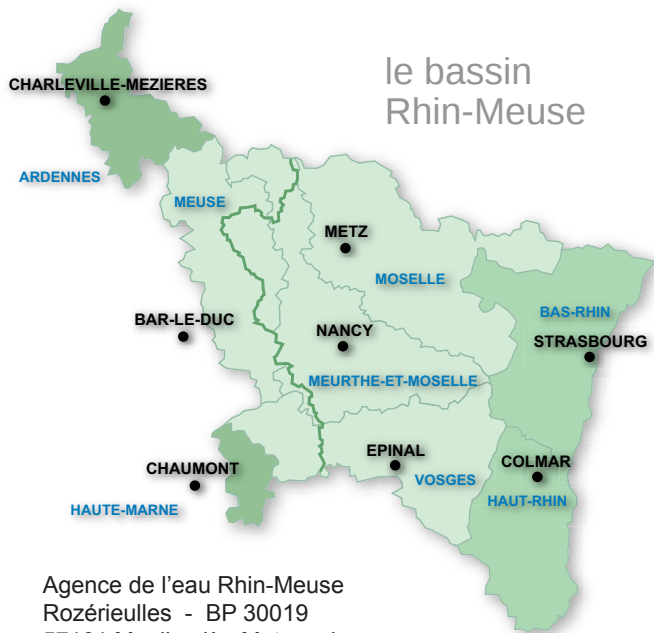 le bassin
Rhin-Meuse
CHARLEVILLE-MEZIERES
ARDENNES
MEUSE
METZ
MOSELLE
BAR-LE-DUC
NANCY
BAS-RHIN
STRASBOURG
MEURTHE-ET-MOSELLE
CHAUMONT
EPINAL
COLMAR
VOSGES
HAUT-RHIN
HAUTE-MARNE
Agence de l’eau Rhin-Meuse
Rozérieulles - BP 30019